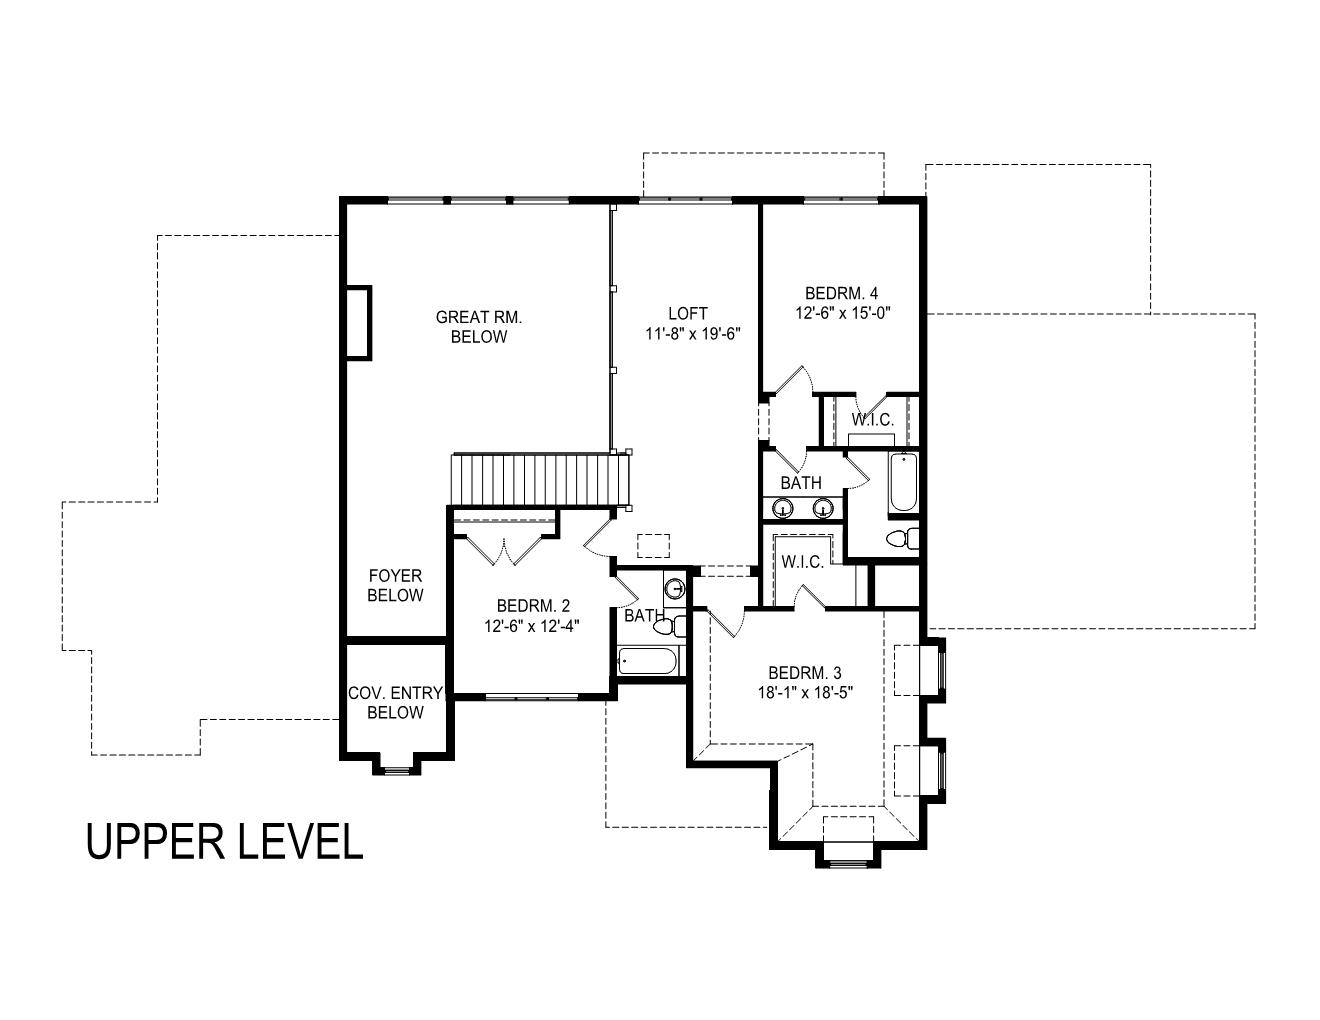 BEDRM. 4
12'-6" x 15'-0"
GREAT RM.
BELOW
LOFT
11'-8" x 19'-6"
W.I.C.
BATH
W.I.C.
FOYER
BELOW
BEDRM. 2
12'-6" x 12'-4"
BATH
BEDRM. 3
18'-1" x 18'-5"
COV. ENTRY
BELOW
UPPER LEVEL